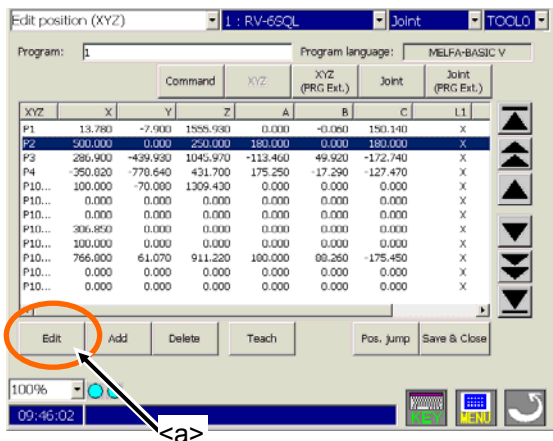 Edit position (XYZ) 1 : RV-6SQL Joint TOOL0
Program: 1 Program language: MELFA-BASIC V
Command XYZ XYZ (PRG Ext.) Joint Joint (PRG Ext.)
XYZ X Y Z A B C L1
P1 13.780 -7.900 1555.930 0.000 -0.060 150.140 X
P2 500.000 0.000 250.000 180.000 0.000 180.000 X
P3 286.900 -439.930 1045.970 -113.460 49.920 -172.740 X
P4 -350.820 -778.640 431.700 175.250 -17.290 -127.470 X
P10... 100.000 -70.080 1309.430 0.000 0.000 0.000 X
P10... 0.000 0.000 0.000 0.000 0.000 0.000 X
P10... 306.850 0.000 0.000 0.000 0.000 0.000 X
P10... 100.000 0.000 0.000 0.000 0.000 0.000 X
P10... 766.800 61.070 911.220 180.000 88.260 -175.450 X
P10... 0.000 0.000 0.000 0.000 0.000 0.000 X
P10... 0.000 0.000 0.000 0.000 0.000 0.000 X
Edit Add Delete Teach Pos. jump Save & Close
100%
09:46:02 KEY MENU
<a>